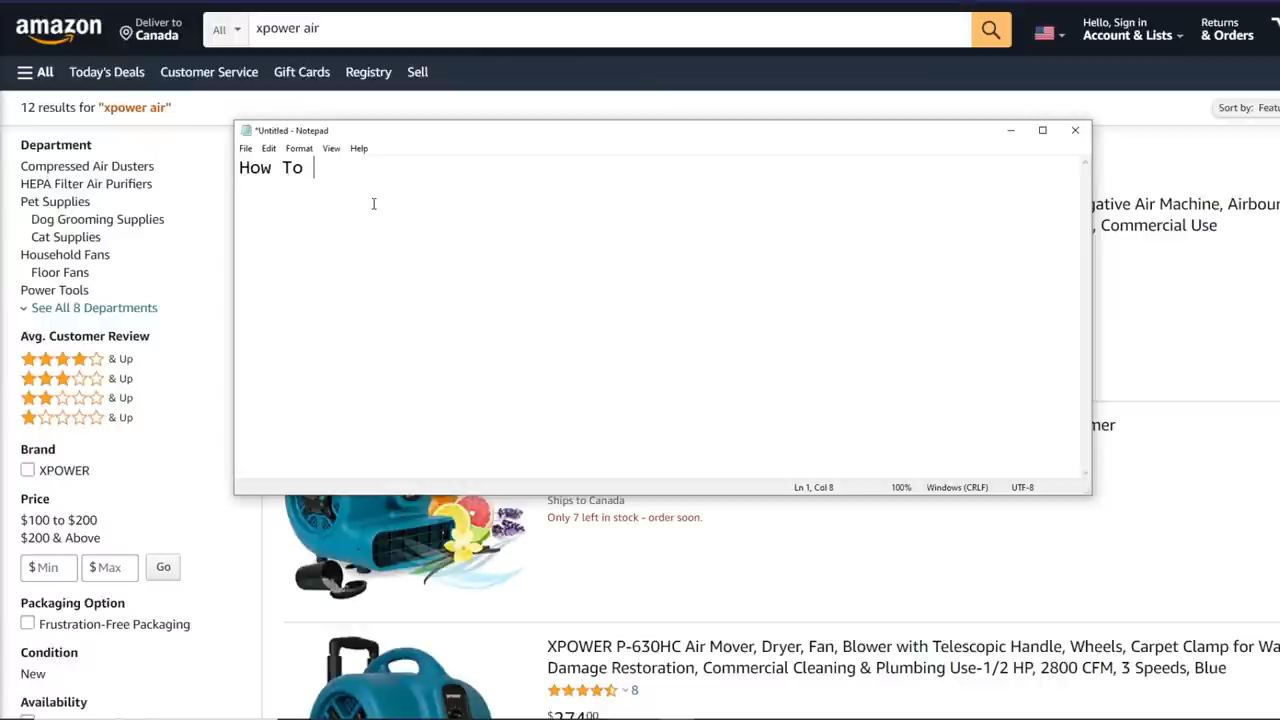 amazon
Deliver to
Canada
All
xpower air
Hello, Sign in
Account & Lists
Returns
& Orders
All
Today's Deals
Customer Service
Gift Cards
Registry
Sell
12 results for "xpower air"
Sort by: Featu
Department
Compressed Air Dusters
HEPA Filter Air Purifiers
Pet Supplies
Dog Grooming Supplies
Cat Supplies
Household Fans
Floor Fans
Power Tools
See All 8 Departments
Avg. Customer Review
& Up
& Up
& Up
& Up
Brand
XPOWER
Price
$100 to $200
$200 & Above
$ Min
$ Max
Go
Packaging Option
Frustration-Free Packaging
Condition
New
Availability
*Untitled - Notepad
File Edit Format View Help
How To
Ln 1, Col 8
100%
Windows (CRLF)
UTF-8
gative Air Machine, Airbour
, Commercial Use
mer
Ships to Canada
Only 7 left in stock - order soon.
XPOWER P-630HC Air Mover, Dryer, Fan, Blower with Telescopic Handle, Wheels, Carpet Clamp for Wa
Damage Restoration, Commercial Cleaning & Plumbing Use-1/2 HP, 2800 CFM, 3 Speeds, Blue
8
$27400